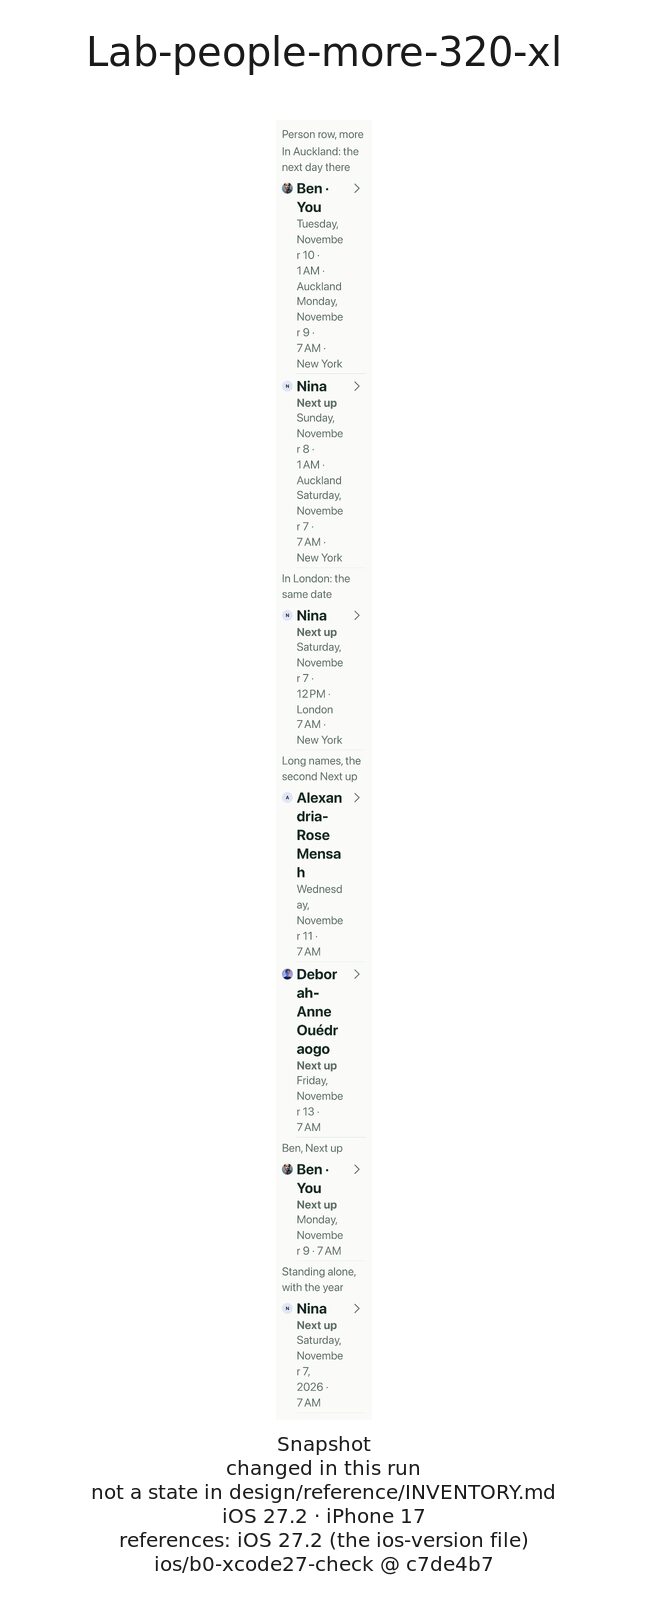 Lab-people-more-320-xl
Person row, more
In Auckland: the
next day there
Ben ·
You
Tuesday,
Novembe
r 10 ·
1 AM ·
Auckland
Monday,
Novembe
r 9 ·
7 AM ·
New York
N
Nina
Next up
Sunday,
Novembe
r 8 ·
1 AM ·
Auckland
Saturday,
Novembe
r 7 ·
7 AM ·
New York
In London: the
same date
N
Nina
Next up
Saturday,
Novembe
r 7 ·
12 PM ·
London
7 AM ·
New York
Long names, the
second Next up
A
Alexan
dria-
Rose
Mensa
h
Wednesd
ay,
Novembe
r 11 ·
7 AM
Debor
ah-
Anne
Ouédr
aogo
Next up
Friday,
Novembe
r 13 ·
7 AM
Ben, Next up
Ben ·
You
Next up
Monday,
Novembe
r 9 · 7 AM
Standing alone,
with the year
N
Nina
Next up
Saturday,
Novembe
r 7,
2026 ·
7 AM
Snapshot
changed in this run
not a state in design/reference/INVENTORY.md
iOS 27.2 · iPhone 17
references: iOS 27.2 (the ios-version file)
ios/b0-xcode27-check @ c7de4b7